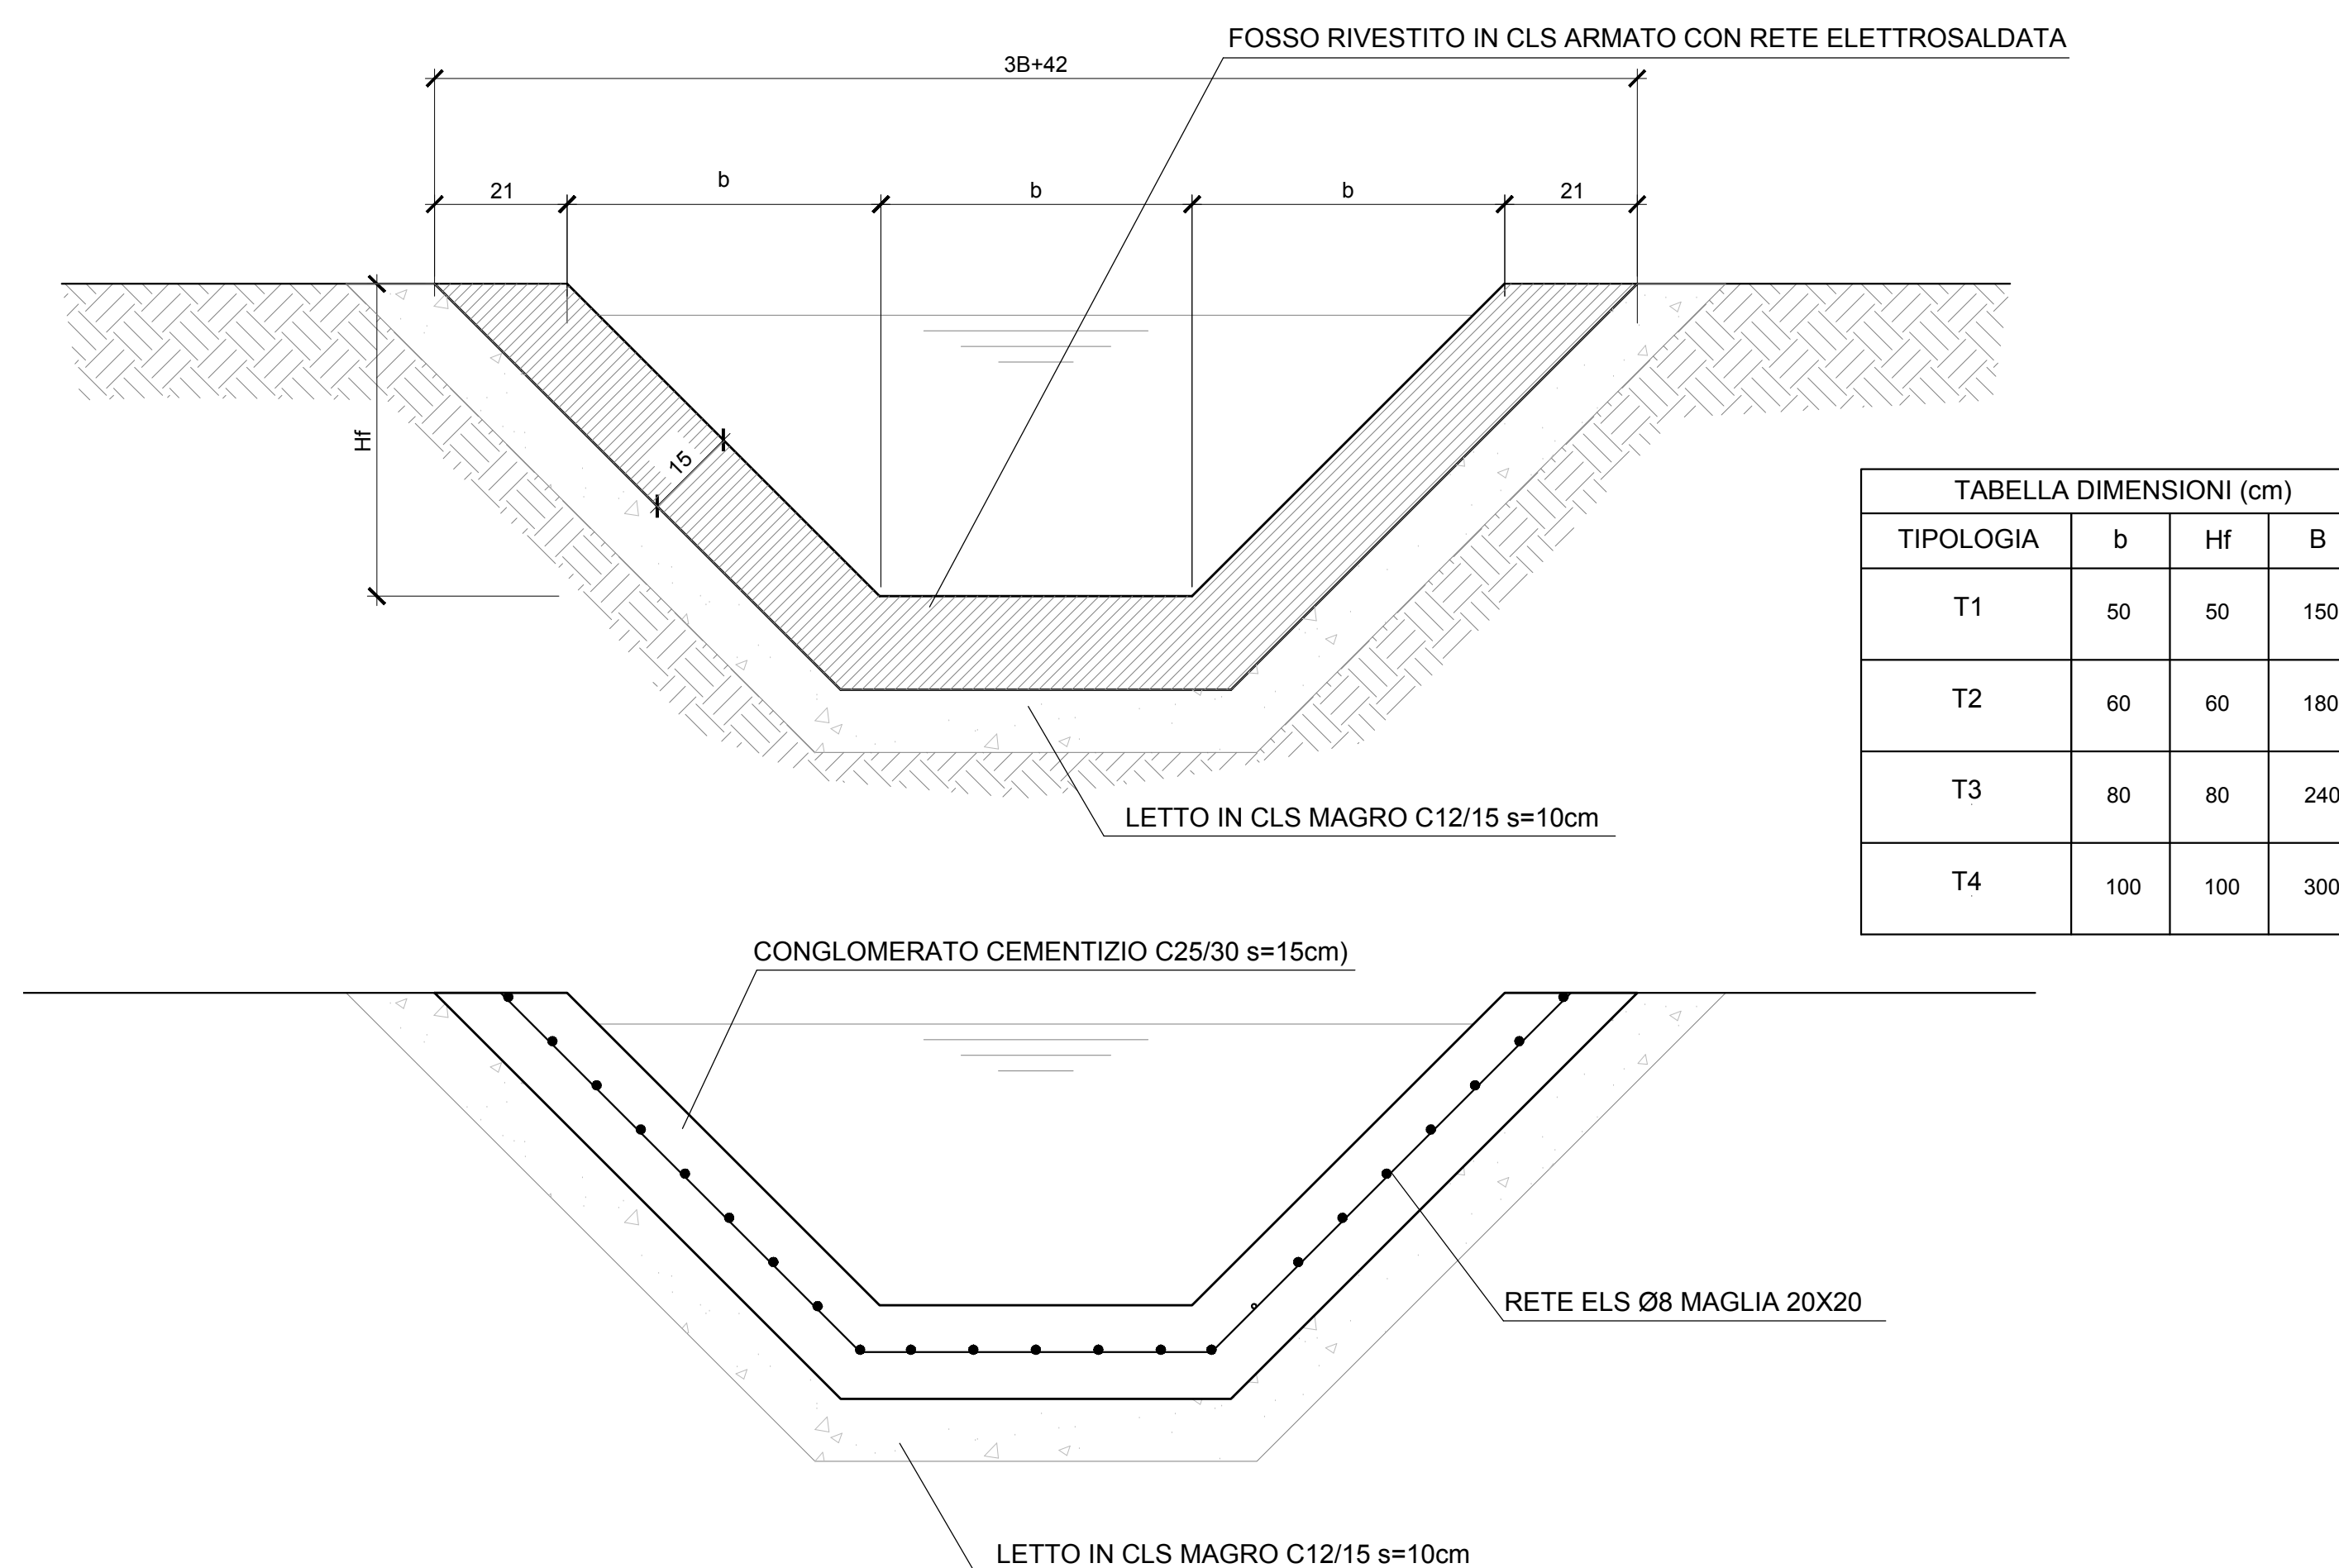 FOSSO RIVESTITO IN CLS ARMATO CON RETE ELETTROSALDATA
3B+42
21
b
b
b
21
Hf
15
LETTO IN CLS MAGRO C12/15 s=10cm
TABELLA DIMENSIONI (cm)
TIPOLOGIA b Hf B
T1 50 50 150
T2 60 60 180
T3 80 80 240
T4 100 100 300
CONGLOMERATO CEMENTIZIO C25/30 s=15cm)
RETE ELS Ø8 MAGLIA 20X20
LETTO IN CLS MAGRO C12/15 s=10cm